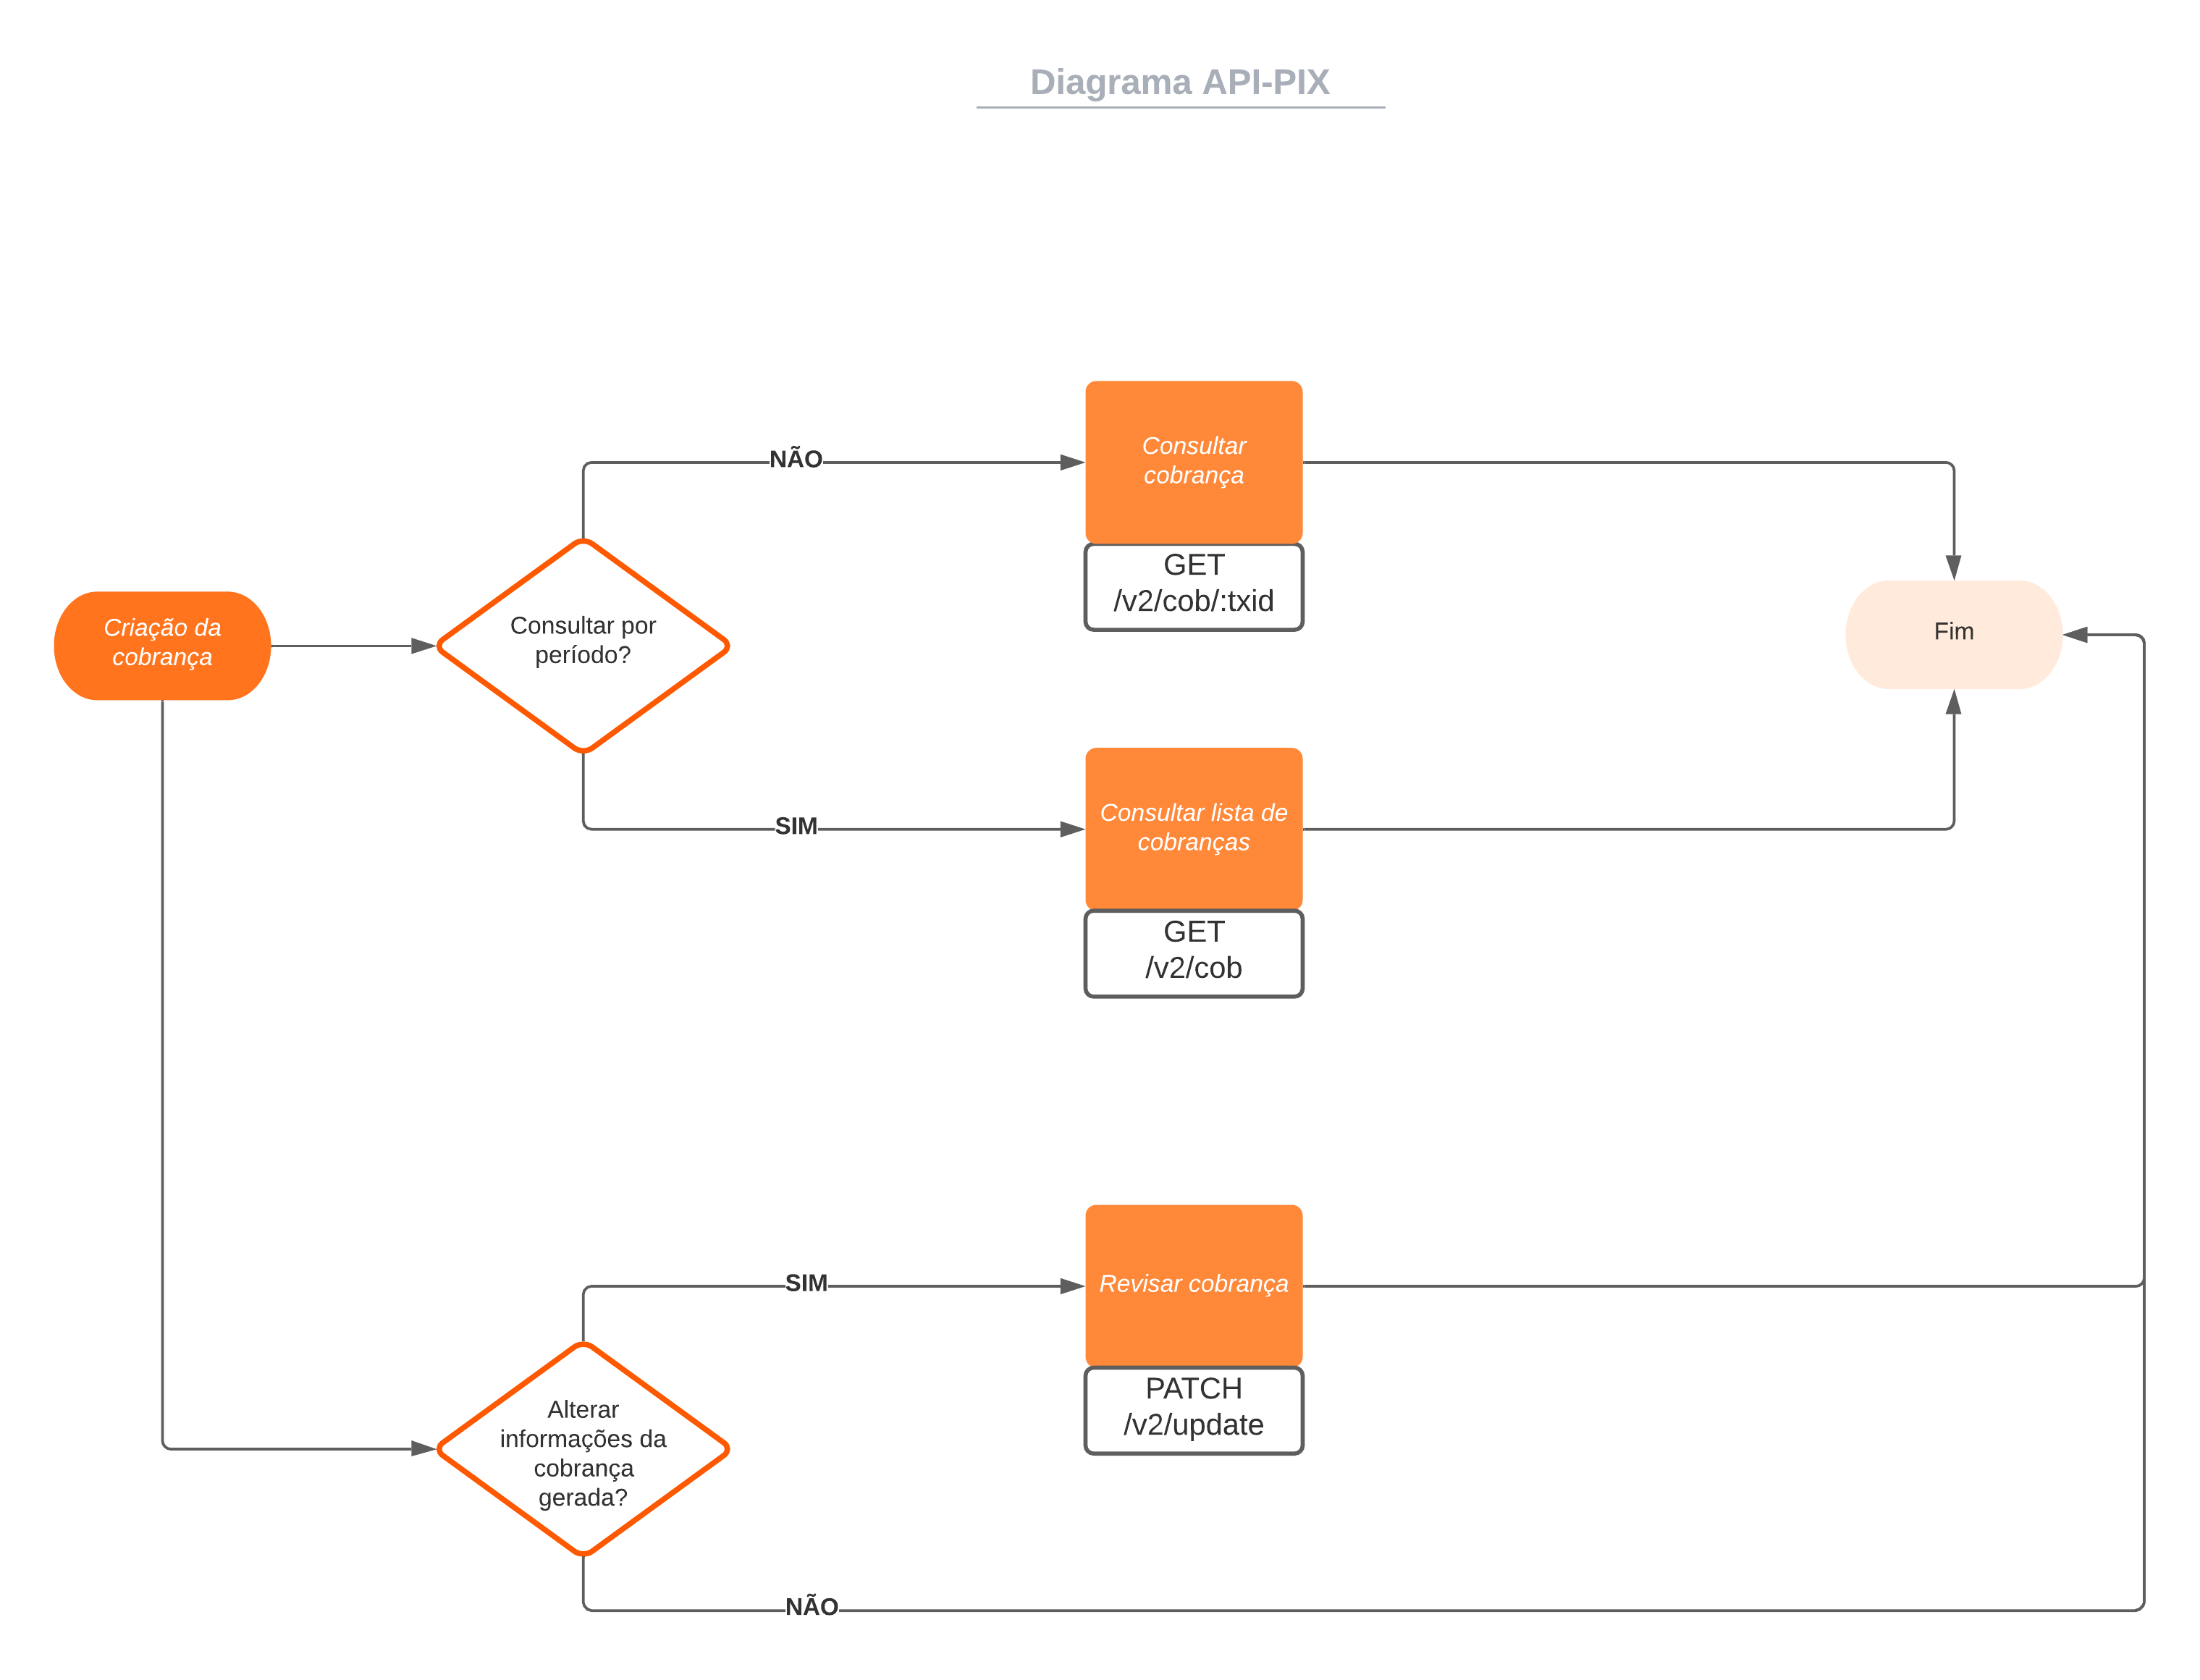 Diagrama API-PIX
NÃO
Consultar
cobrança
GET
/v2/cob/:txid
Criação da
cobrança
Consultar por
período?
Fim
SIM
Consultar lista de
cobranças
GET
/v2/cob
SIM
Revisar cobrança
PATCH
/v2/update
Alterar
informações da
cobrança
gerada?
NÃO